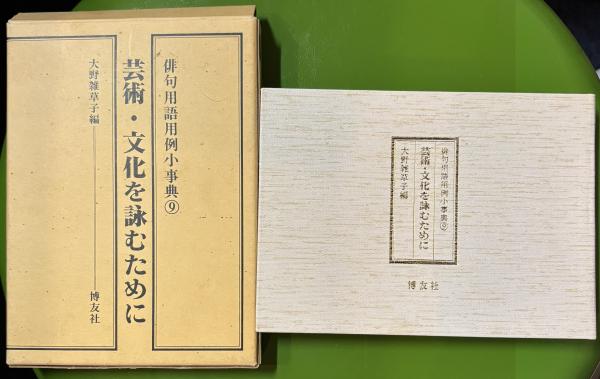 俳句用語用例小事典⑨
芸術・文化を詠むために
大野雑草子編
博友社
俳句用語用例小事典⑨
芸術・文化を詠むために
大野雑草子編
博友社